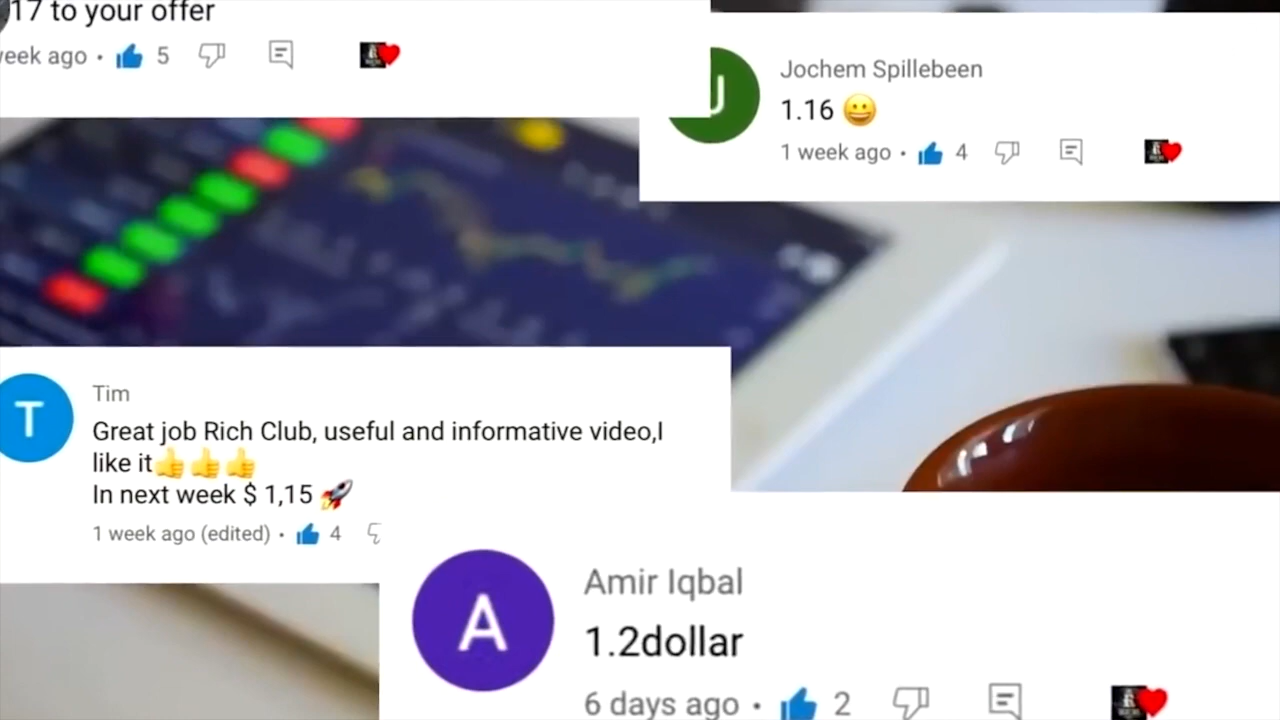 17 to your offer
week ago • 5
Jochem Spillebeen
1.16 😀
1 week ago • 4
J
T
Tim
Great job Rich Club, useful and informative video,I
like it👍👍👍
In next week $ 1,15 🚀
1 week ago (edited) • 4
A
Amir Iqbal
1.2dollar
6 days ago • 2